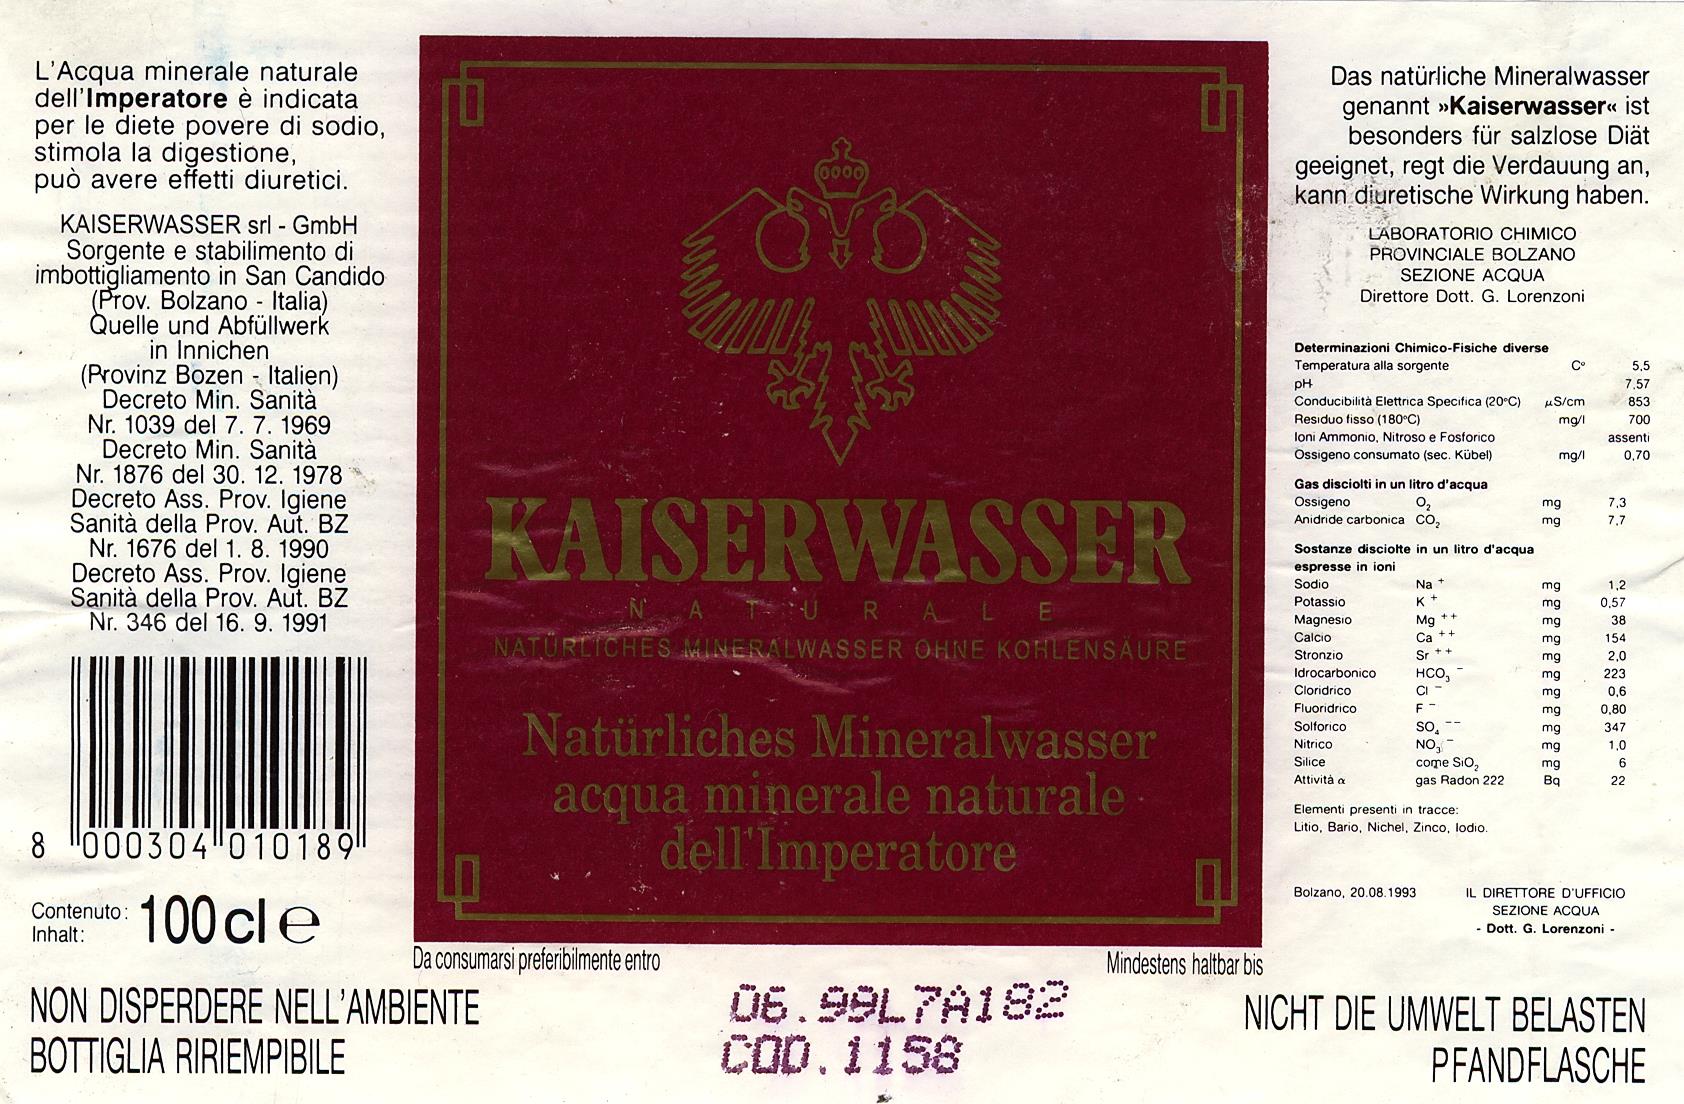 L'Acqua minerale naturale
dell'Imperatore è indicata
per le diete povere di sodio,
stimola la digestione,
può avere effetti diuretici.
KAISERWASSER srl - GmbH
Sorgente e stabilimento di
imbottigliamento in San Candido
(Prov. Bolzano - Italia)
Quelle und Abfüllwerk
in Innichen
(Provinz Bozen - Italien)
Decreto Min. Sanità
Nr. 1039 del 7. 7. 1969
Decreto Min. Sanità
Nr. 1876 del 30. 12. 1978
Decreto Ass. Prov. Igiene
Sanità della Prov. Aut. BZ
Nr. 1676 del 1. 8. 1990
Decreto Ass. Prov. Igiene
Sanità della Prov. Aut. BZ
Nr. 346 del 16. 9. 1991
8 000304 010189
Contenuto:
Inhalt:
100 cl e
NON DISPERDERE NELL'AMBIENTE
BOTTIGLIA RIRIEMPIBILE
KAISERWASSER
NATURALE
NATÜRLICHES MINERALWASSER OHNE KOHLENSÄURE
Natürliches Mineralwasser
acqua minerale naturale
dell'Imperatore
Da consumarsi preferibilmente entro
Mindestens haltbar bis
06.99L7A182
COD.1158
Das natürliche Mineralwasser
genannt »Kaiserwasser« ist
besonders für salzlose Diät
geeignet, regt die Verdauung an,
kann diuretische Wirkung haben.
LABORATORIO CHIMICO
PROVINCIALE BOLZANO
SEZIONE ACQUA
Direttore Dott. G. Lorenzoni
Determinazioni Chimico-Fisiche diverse
Temperatura alla sorgente C° 5,5
pH 7,57
Conducibilità Elettrica Specifica (20°C) µS/cm 853
Residuo fisso (180°C) mg/l 700
Ioni Ammonio, Nitroso e Fosforico assenti
Ossigeno consumato (sec. Kübel) mg/l 0,70
Gas disciolti in un litro d'acqua
Ossigeno O₂ mg 7,3
Anidride carbonica CO₂ mg 7,7
Sostanze disciolte in un litro d'acqua
espresse in ioni
Sodio Na + mg 1,2
Potassio K + mg 0,57
Magnesio Mg ++ mg 38
Calcio Ca ++ mg 154
Stronzio Sr ++ mg 2,0
Idrocarbonico HCO₃ − mg 223
Cloridrico Cl − mg 0,6
Fluoridrico F − mg 0,80
Solforico SO₄ −− mg 347
Nitrico NO₃ − mg 1,0
Silice come SiO₂ mg 6
Attività α gas Radon 222 Bq 22
Elementi presenti in tracce:
Litio, Bario, Nichel, Zinco, Iodio.
Bolzano, 20.08.1993 IL DIRETTORE D'UFFICIO
SEZIONE ACQUA
- Dott. G. Lorenzoni -
NICHT DIE UMWELT BELASTEN
PFANDFLASCHE